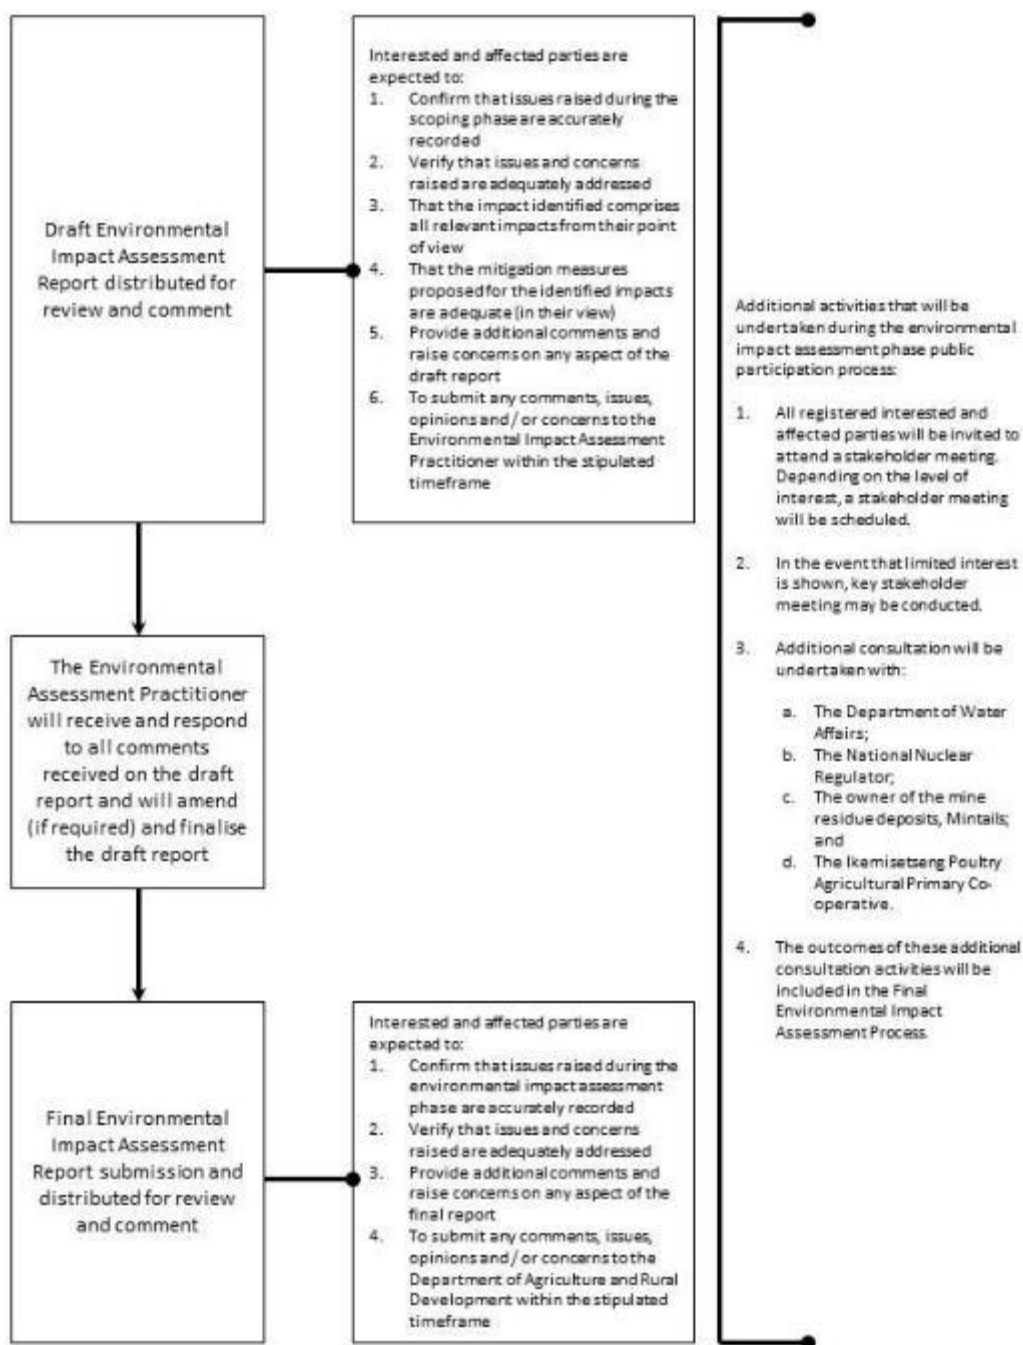 Draft Environmental
Impact Assessment
Report distributed for
review and comment
Interested and affected parties are
expected to:
1. Confirm that issues raised during the
scoping phase are accurately
recorded
2. Verify that issues and concerns
raised are adequately addressed
3. That the impact identified comprises
all relevant impacts from their point
of view
4. That the mitigation measures
proposed for the identified impacts
are adequate (in their view)
5. Provide additional comments and
raise concerns on any aspect of the
draft report
6. To submit any comments, issues,
opinions and / or concerns to the
Environmental Impact Assessment
Practitioner within the stipulated
timeframe
The Environmental
Assessment Practitioner
will receive and respond
to all comments
received on the draft
report and will amend
(if required) and finalise
the draft report
Final Environmental
Impact Assessment
Report submission and
distributed for review
and comment
Interested and affected parties are
expected to:
1. Confirm that issues raised during the
environmental impact assessment
phase are accurately recorded
2. Verify that issues and concerns
raised are adequately addressed
3. Provide additional comments and
raise concerns on any aspect of the
final report
4. To submit any comments, issues,
opinions and / or concerns to the
Department of Agriculture and Rural
Development within the stipulated
timeframe
Additional activities that will be
undertaken during the environmental
impact assessment phase public
participation process:
1. All registered interested and
affected parties will be invited to
attend a stakeholder meeting.
Depending on the level of
interest, a stakeholder meeting
will be scheduled.
2. In the event that limited interest
is shown, key stakeholder
meeting may be conducted.
3. Additional consultation will be
undertaken with:
a. The Department of Water
Affairs;
b. The National Nuclear
Regulator;
c. The owner of the mine
residue deposits, Mintails;
and
d. The Ikemisetseng Poultry
Agricultural Primary Co-
operative.
4. The outcomes of these additional
consultation activities will be
included in the Final
Environmental Impact
Assessment Process.